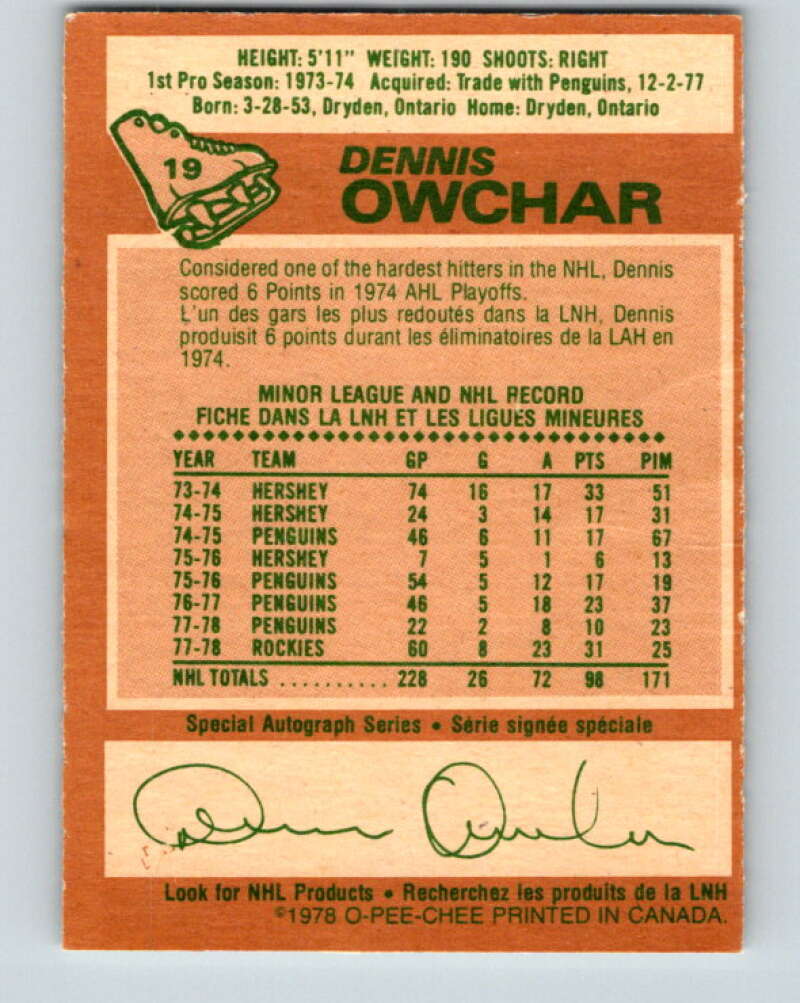 HEIGHT: 5'11" WEIGHT: 190 SHOOTS: RIGHT
1st Pro Season: 1973-74 Acquired: Trade with Penguins, 12-2-77
Born: 3-28-53, Dryden, Ontario Home: Dryden, Ontario
19
DENNIS
OWCHAR
Considered one of the hardest hitters in the NHL, Dennis
scored 6 Points in 1974 AHL Playoffs.
L'un des gars les plus redoutés dans la LNH, Dennis
produisit 6 points durant les éliminatoires de la LAH en
1974.
MINOR LEAGUE AND NHL RECORD
FICHE DANS LA LNH ET LES LIGUES MINEURES
YEAR TEAM GP G A PTS PIM
73-74 HERSHEY 74 16 17 33 51
74-75 HERSHEY 24 3 14 17 31
74-75 PENGUINS 46 6 11 17 67
75-76 HERSHEY 7 5 1 6 13
75-76 PENGUINS 54 5 12 17 19
76-77 PENGUINS 46 5 18 23 37
77-78 PENGUINS 22 2 8 10 23
77-78 ROCKIES 60 8 23 31 25
NHL TOTALS .......... 228 26 72 98 171
Special Autograph Series • Série signée spéciale
Dennis Owchar
Look for NHL Products • Recherchez les produits de la LNH
©1978 O-PEE-CHEE PRINTED IN CANADA.